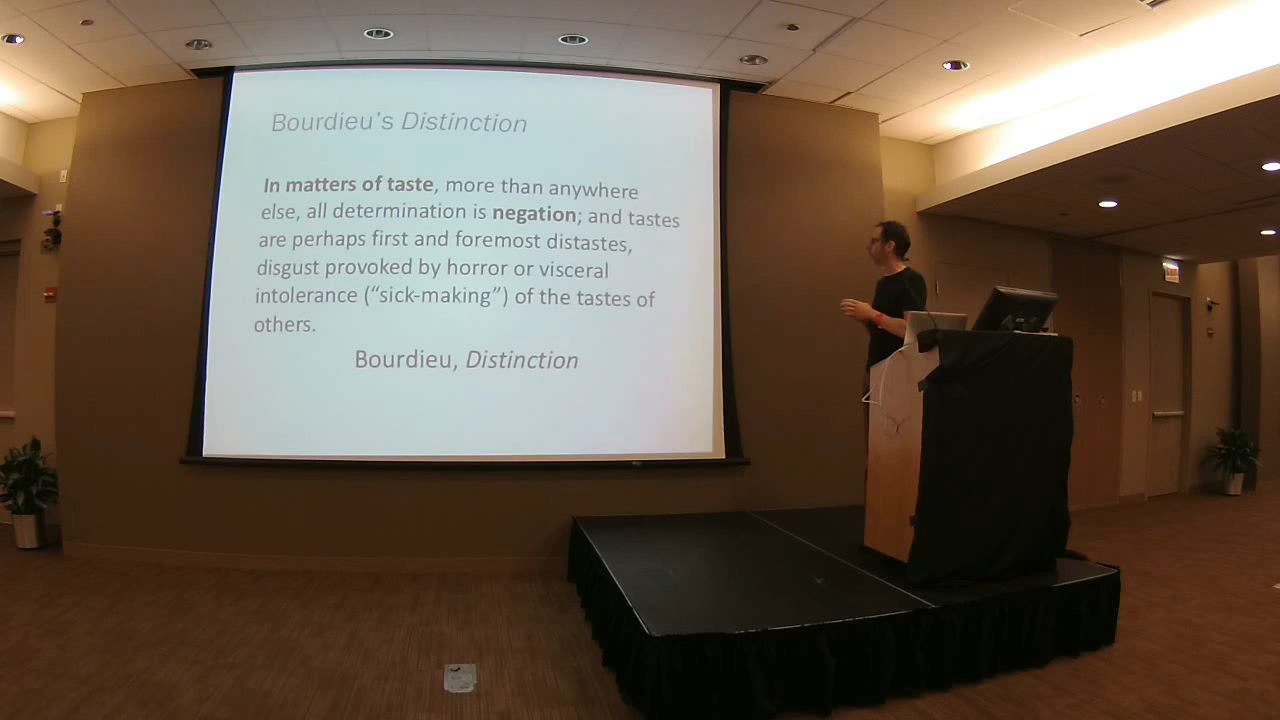 Bourdieu's Distinction
In matters of taste, more than anywhere
else, all determination is negation; and tastes
are perhaps first and foremost distastes,
disgust provoked by horror or visceral
intolerance (“sick-making”) of the tastes of
others.
Bourdieu, Distinction